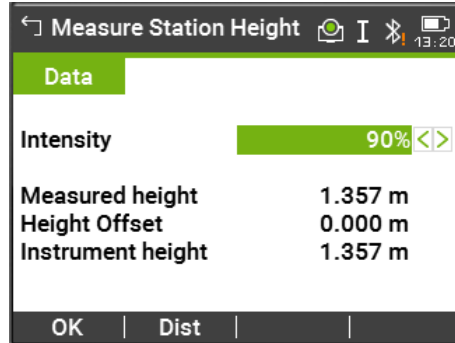 Measure Station Height I 13:20
Data
Intensity 90%
Measured height 1.357 m
Height Offset 0.000 m
Instrument height 1.357 m
OK Dist